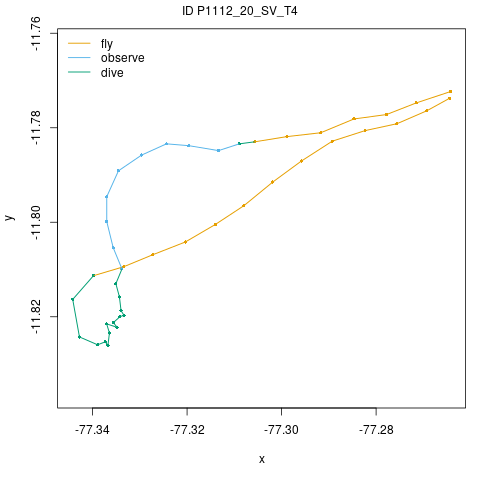 ID P1112_20_SV_T4
fly
observe
dive
y
-11.76
-11.78
-11.80
-11.82
-77.34
-77.32
-77.30
-77.28
x